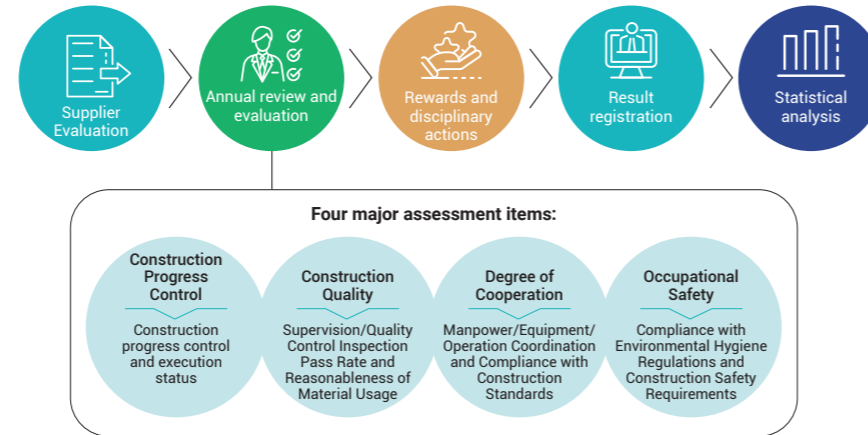 Supplier
Evaluation
Annual review and
evaluation
Rewards and
disciplinary
actions
Result
registration
Statistical
analysis
Four major assessment items:
Construction
Progress
Control
Construction
progress control
and execution
status
Construction
Quality
Supervision/Quality
Control Inspection
Pass Rate and
Reasonableness of
Material Usage
Degree of
Cooperation
Manpower/Equipment/
Operation Coordination
and Compliance with
Construction
Standards
Occupational
Safety
Compliance with
Environmental Hygiene
Regulations and
Construction Safety
Requirements